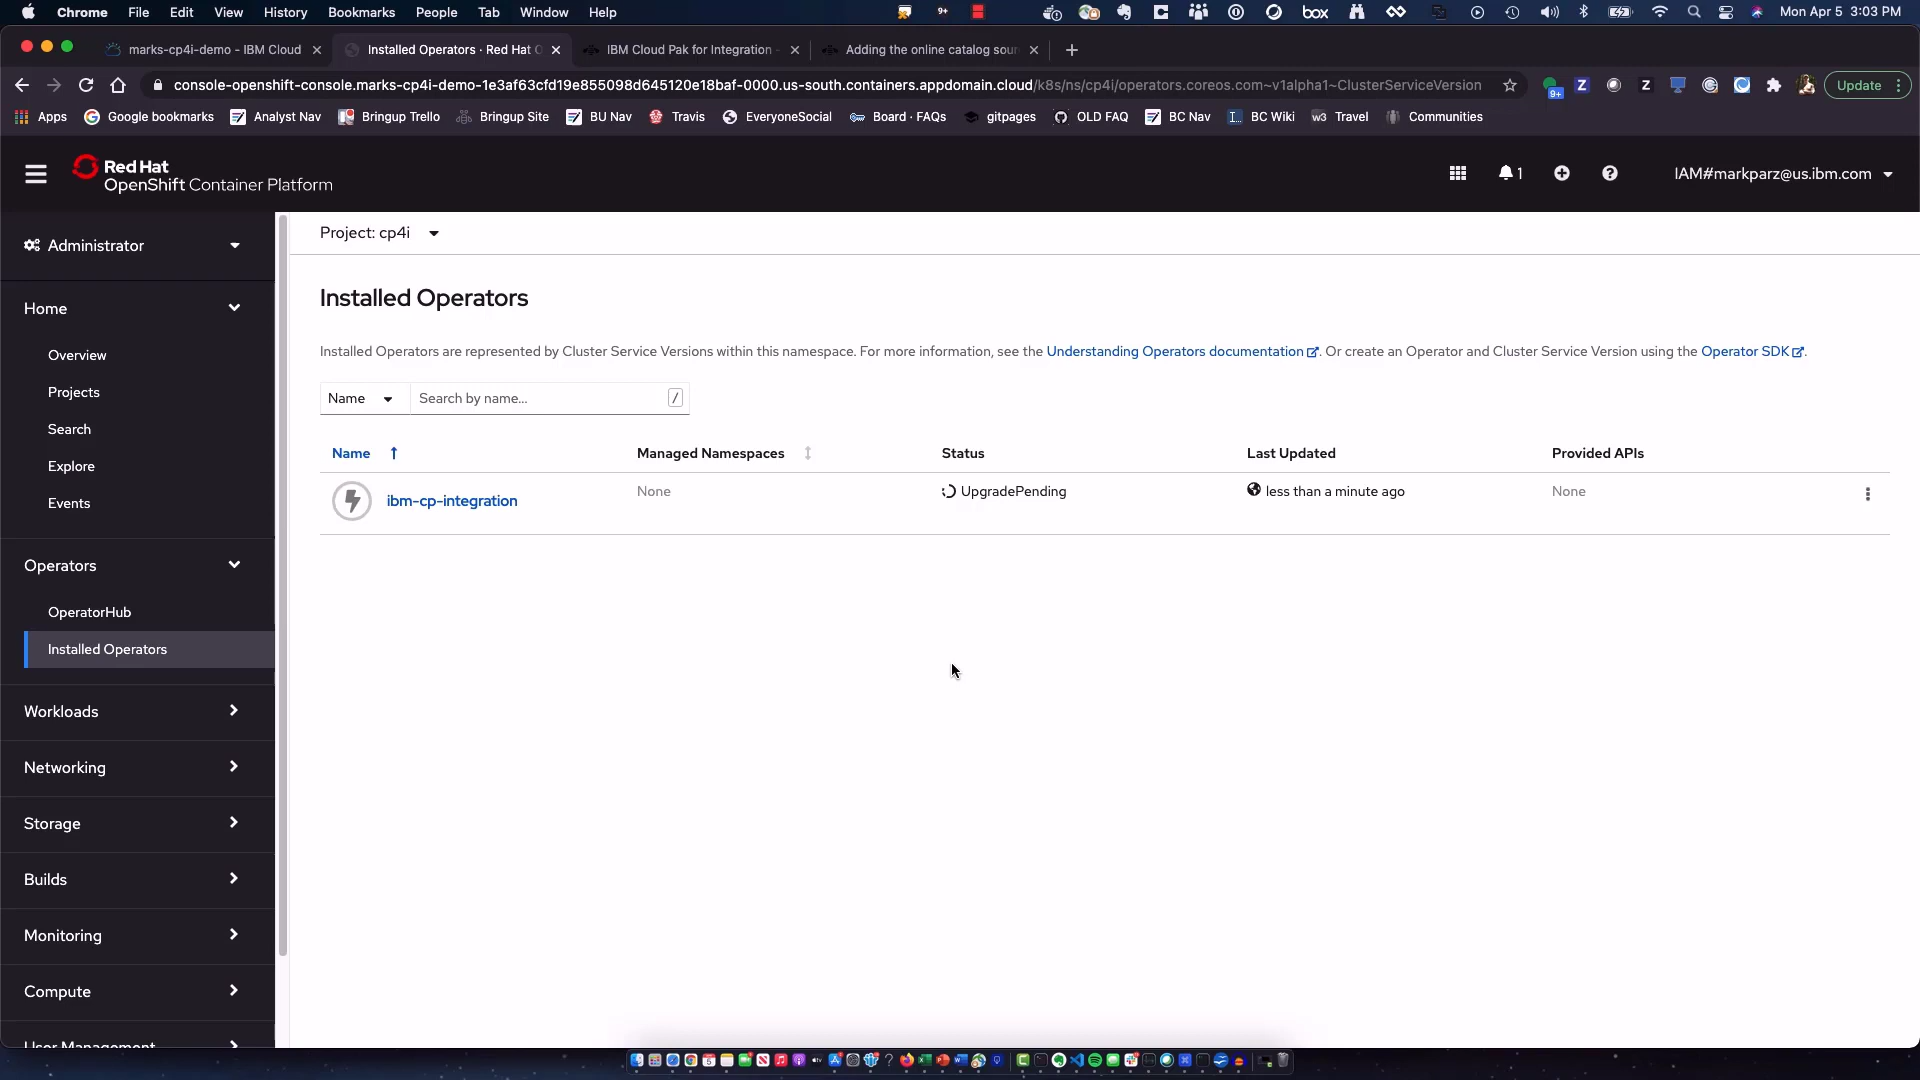 Chrome File Edit View History Bookmarks People Tab Window Help 9+ box Mon Apr 5 3:03 PM
marks-cp4i-demo - IBM Cloud Installed Operators · Red Hat O IBM Cloud Pak for Integration - Adding the online catalog sour
console-openshift-console.marks-cp4i-demo-1e3af63cfd19e855098d645120e18baf-0000.us-south.containers.appdomain.cloud/k8s/ns/cp4i/operators.coreos.com~v1alpha1~ClusterServiceVersion 9+ Z Z Update
Apps Google bookmarks Analyst Nav Bringup Trello Bringup Site BU Nav Travis EveryoneSocial Board · FAQs gitpages OLD FAQ BC Nav BC Wiki w3 Travel Communities
Red Hat
OpenShift Container Platform
1
IAM#markparz@us.ibm.com
Administrator
Home
Overview
Projects
Search
Explore
Events
Operators
OperatorHub
Installed Operators
Workloads
Networking
Storage
Builds
Monitoring
Compute
User Management
Project: cp4i
Installed Operators
Installed Operators are represented by Cluster Service Versions within this namespace. For more information, see the Understanding Operators documentation. Or create an Operator and Cluster Service Version using the Operator SDK.
Name Search by name... /
Name Managed Namespaces Status Last Updated Provided APIs
ibm-cp-integration None UpgradePending less than a minute ago None